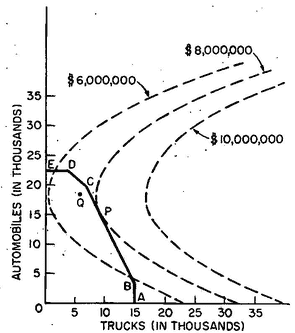 $6,000,000
$8,000,000
$10,000,000
AUTOMOBILES (IN THOUSANDS)
35
30
25
20
15
10
5
0
E
D
C
Q
P
B
A
5
10
15
20
25
30
35
TRUCKS (IN THOUSANDS)